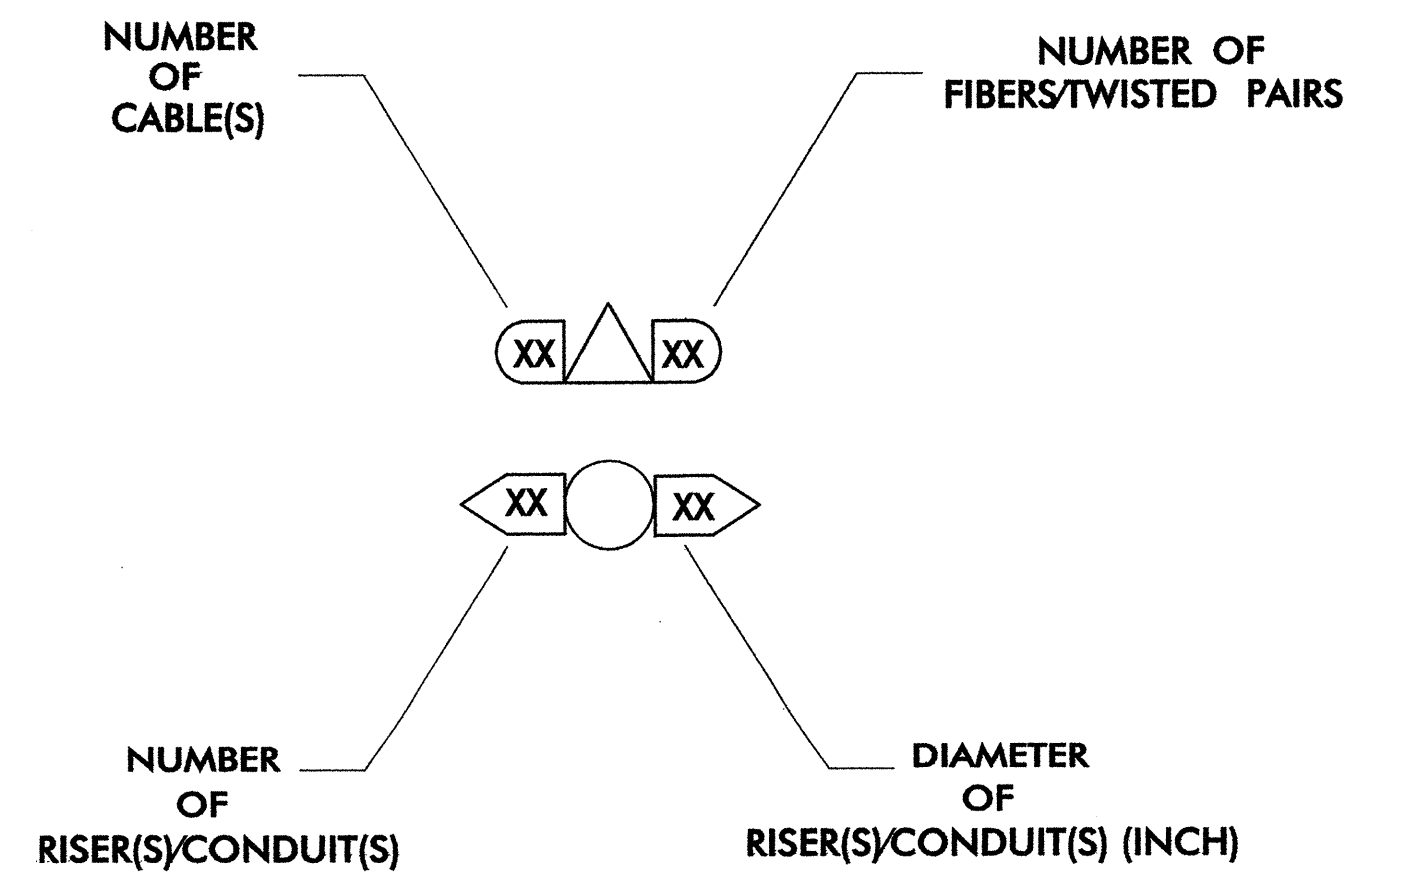 NUMBER
OF
CABLE(S)
NUMBER OF
FIBERS/TWISTED PAIRS
XX
XX
XX
XX
NUMBER
OF
RISER(S)/CONDUIT(S)
DIAMETER
OF
RISER(S)/CONDUIT(S) (INCH)